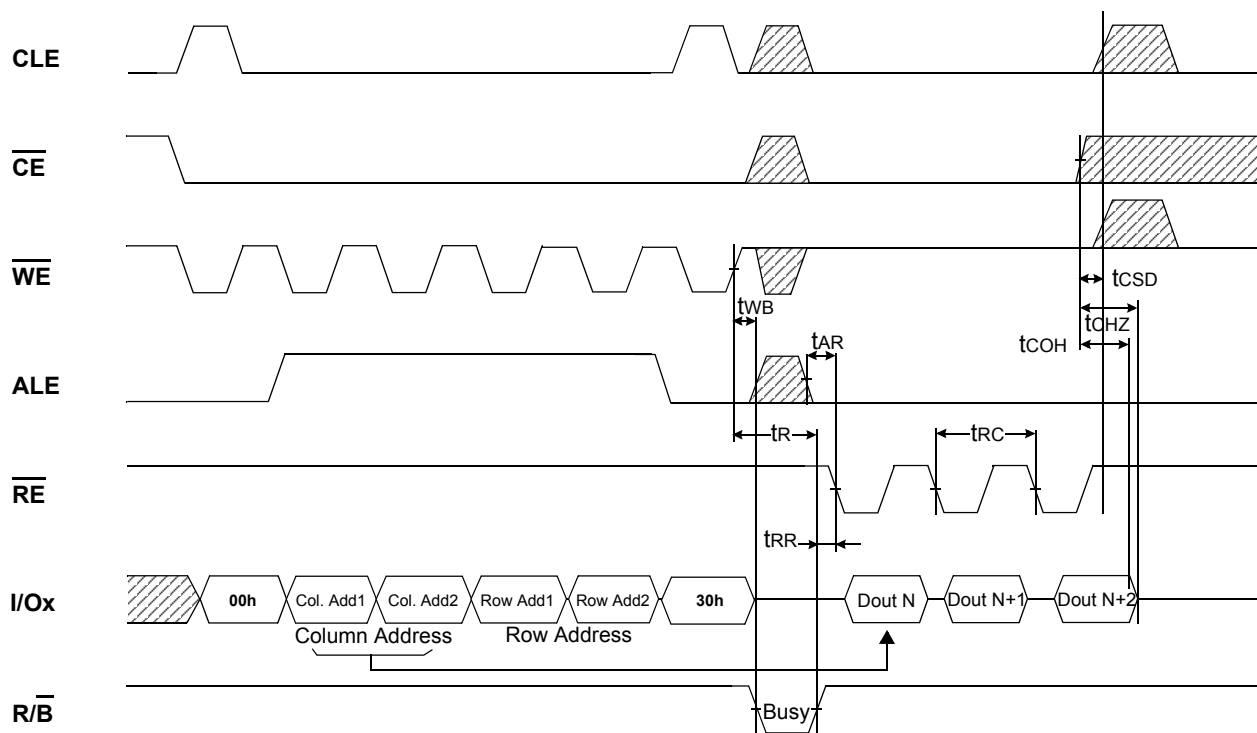 CLE
CE
WE
tCSD
tWB
tCHZ
tAR
tCOH
ALE
tR
tRC
RE
tRR
I/Ox
00h
Col. Add1
Col. Add2
Row Add1
Row Add2
30h
Dout N
Dout N+1
Dout N+2
Column Address
Row Address
R/B
Busy